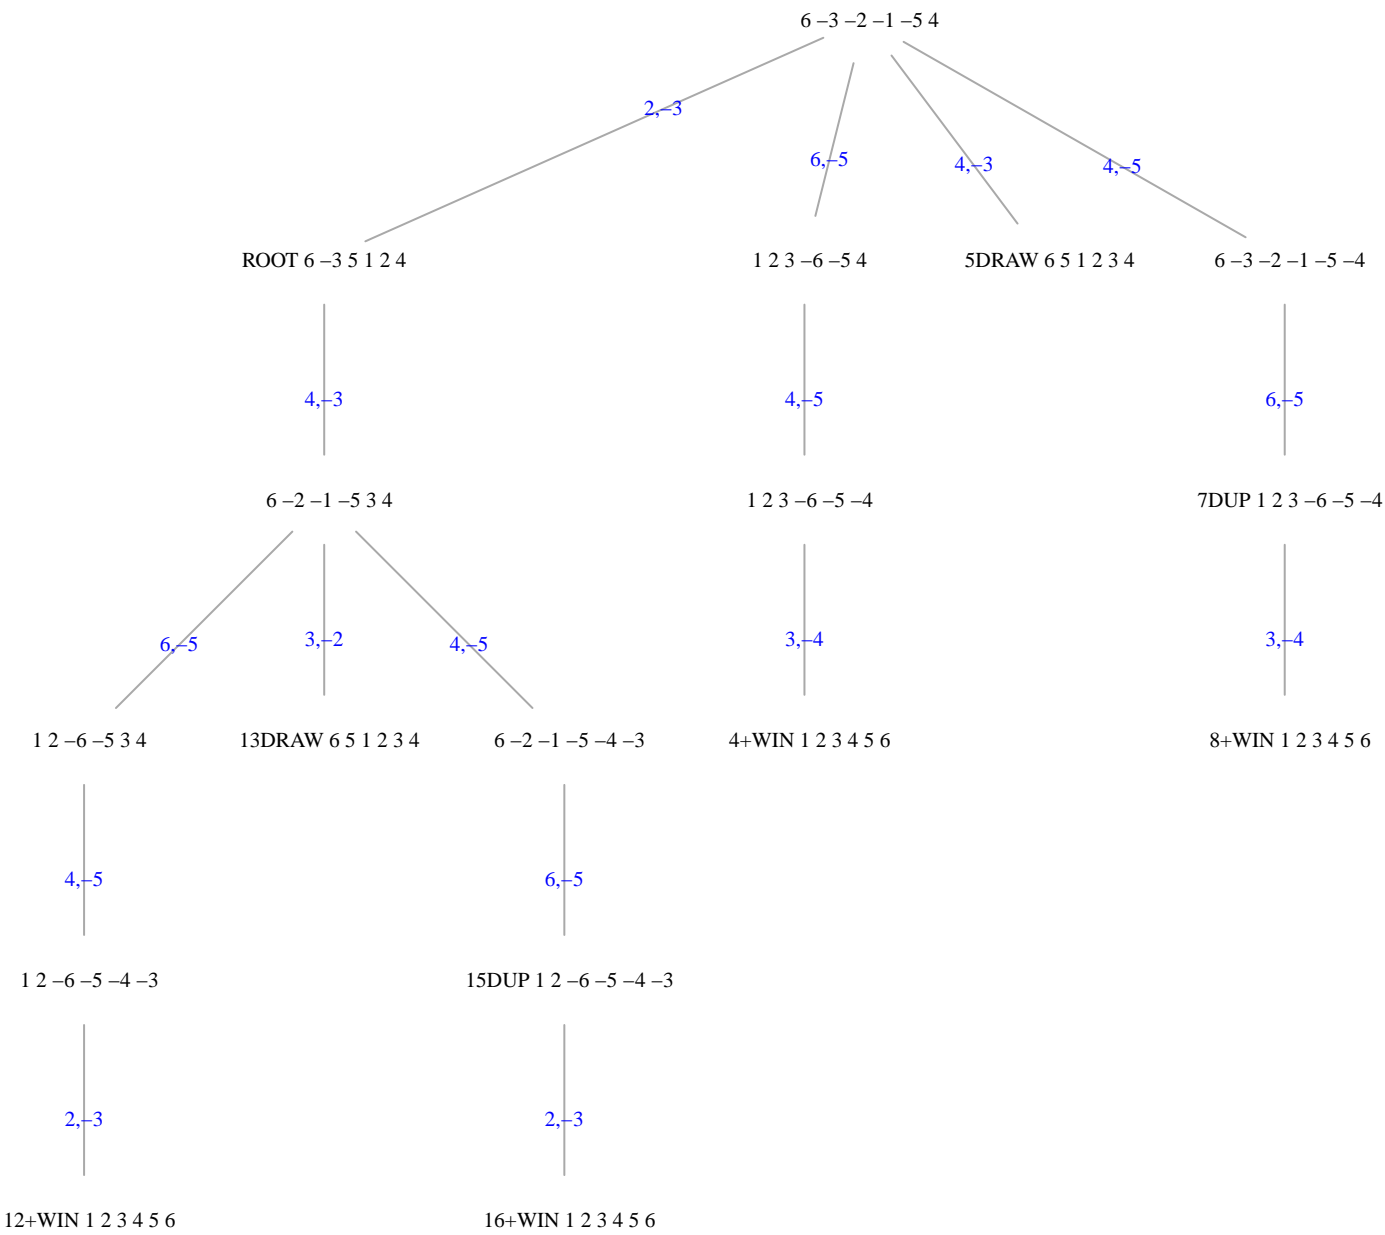 6 –3 –2 –1 –5 4
2,–3
6,–5
4,–3
4,–5
ROOT 6 –3 5 1 2 4
1 2 3 –6 –5 4
5DRAW 6 5 1 2 3 4
6 –3 –2 –1 –5 –4
4,–3
4,–5
6,–5
6 –2 –1 –5 3 4
1 2 3 –6 –5 –4
7DUP 1 2 3 –6 –5 –4
6,–5
3,–2
4,–5
3,–4
3,–4
1 2 –6 –5 3 4
13DRAW 6 5 1 2 3 4
6 –2 –1 –5 –4 –3
4+WIN 1 2 3 4 5 6
8+WIN 1 2 3 4 5 6
4,–5
6,–5
1 2 –6 –5 –4 –3
15DUP 1 2 –6 –5 –4 –3
2,–3
2,–3
12+WIN 1 2 3 4 5 6
16+WIN 1 2 3 4 5 6